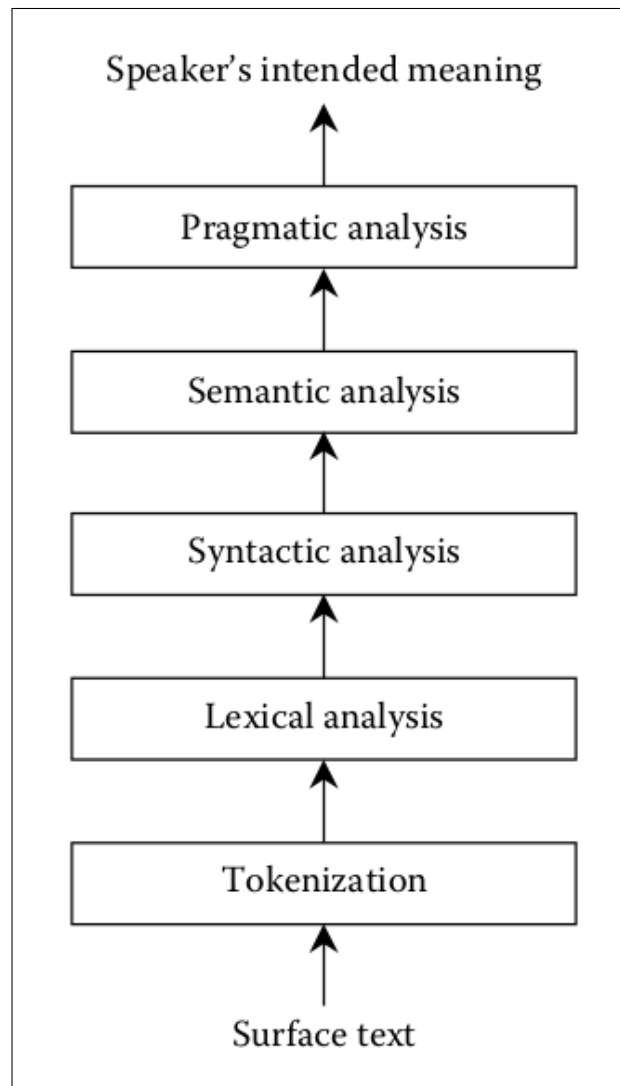 Speaker’s intended meaning
Pragmatic analysis
Semantic analysis
Syntactic analysis
Lexical analysis
Tokenization
Surface text